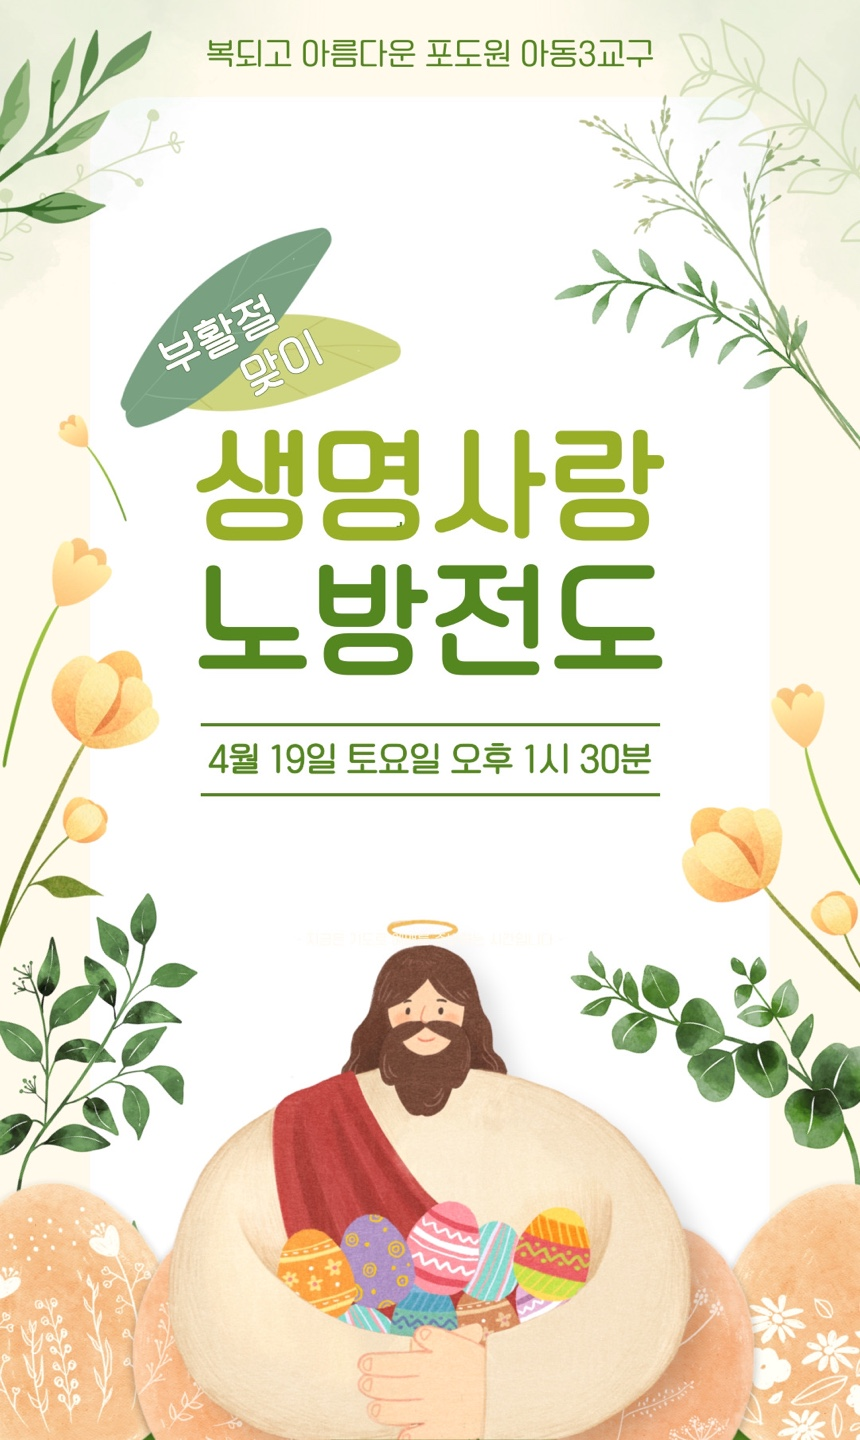 복되고 아름다운 포도원 아동3교구
부활절
맞이
생명사랑
노방전도
4월 19일 토요일 오후 1시 30분